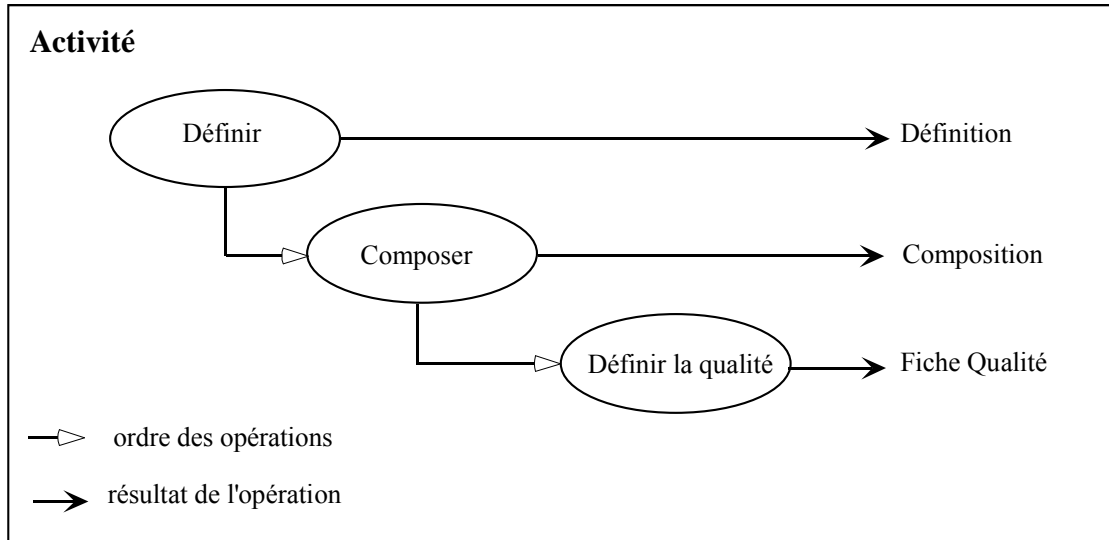 Activité
Définir
Définition
Composer
Composition
Définir la qualité
Fiche Qualité
ordre des opérations
résultat de l'opération